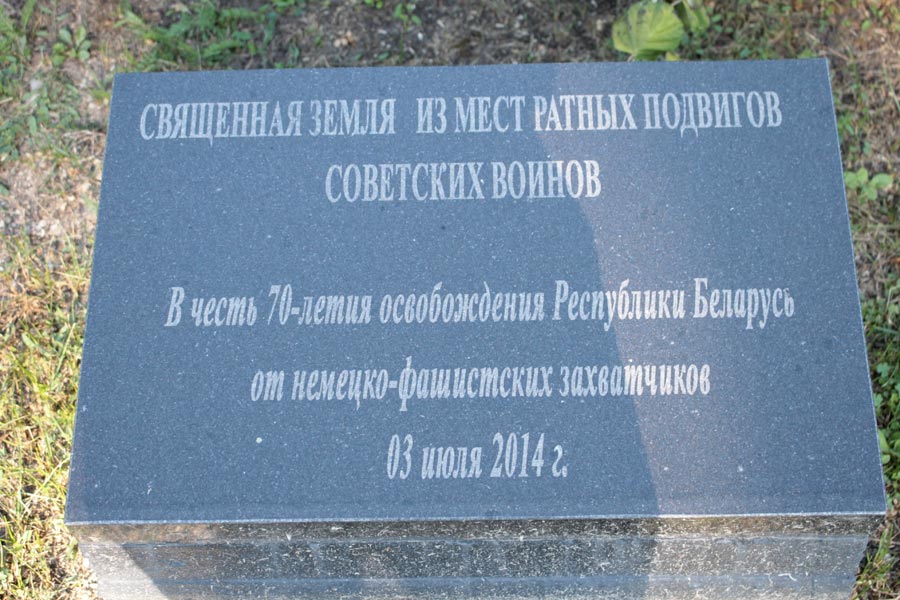 СВЯЩЕННАЯ ЗЕМЛЯ ИЗ МЕСТ РАТНЫХ ПОДВИГОВ
СОВЕТСКИХ ВОИНОВ
В честь 70-летия освобождения Республики Беларусь
от немецко-фашистских захватчиков
03 июля 2014 г.